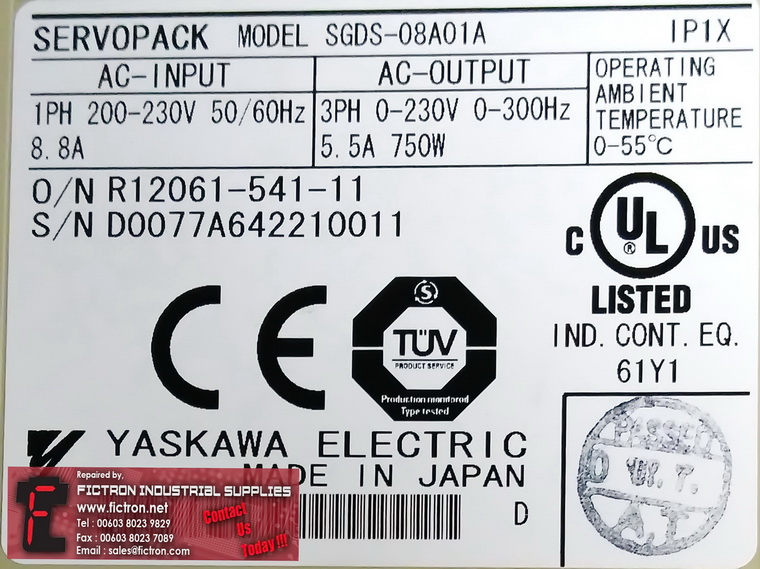 SERVOPACK MODEL SGDS-08A01A IP1X
AC-INPUT AC-OUTPUT
1PH 200-230V 50/60Hz
8.8A
3PH 0-230V 0-300Hz
5.5A 750W
OPERATING
AMBIENT
TEMPERATURE
0-55°C
O/N R12061-541-11
S/N D0077A642210011
C UL ® US
LISTED
IND. CONT. EQ.
61Y1
CE
S
TÜV
PRODUCT SERVICE
Production monitored
Type tested
YASKAWA ELECTRIC
MADE IN JAPAN
D
PASSED
Repaired by,
FICTRON INDUSTRIAL SUPPLIES
www.fictron.net
Tel : 00603 8023 9829
Fax : 00603 8023 7089
Email : sales@fictron.com
Contact
Us
Today !!!